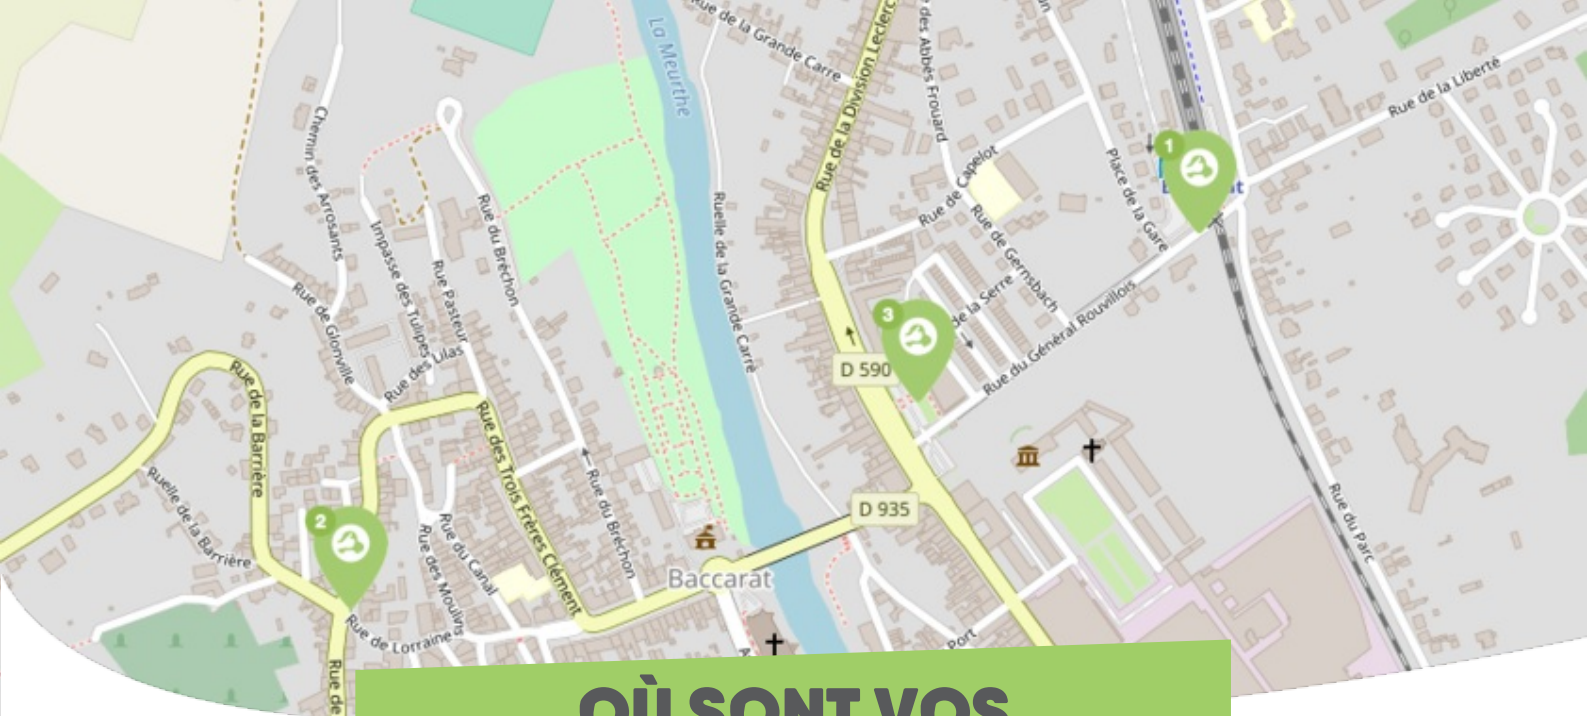 La Meurthe
Rue de la Grande Carre
Rue de la Division Leclerc
des Abbés Frouard
Rue de la Liberté
Chemin des Arrosants
Rue du Bréchon
Ruelle de la Grande Carre
Rue de Capelot
Place de la Gare
1
Impasse des Tulipes
Rue Pasteur
Rue de Gernsbach
Rue de Glonville
de la Serre
Rue du Général Rouvillois
3
D 590
Rue des Lilas
Rue de la Barrière
Rue des Trois Frères Clément
Ruelle de la Barrière
Rue du Bréchon
D 935
Rue du Parc
2
Rue du Canal
Rue des Moulins
Baccarat
Rue de Lorraine
Port
Rue de
OÙ SONT VOS